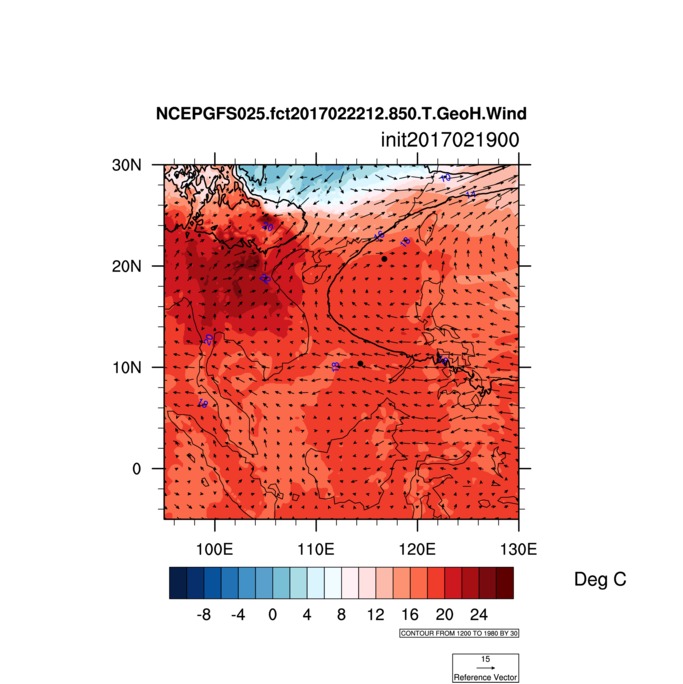 NCEPGFS025.fct2017022212.850.T.GeoH.Wind
init2017021900
30N
20N
10N
0
100E
110E
120E
130E
-8
-4
0
4
8
12
16
20
24
Deg C
CONTOUR FROM 1200 TO 1980 BY 30
15
Reference Vector